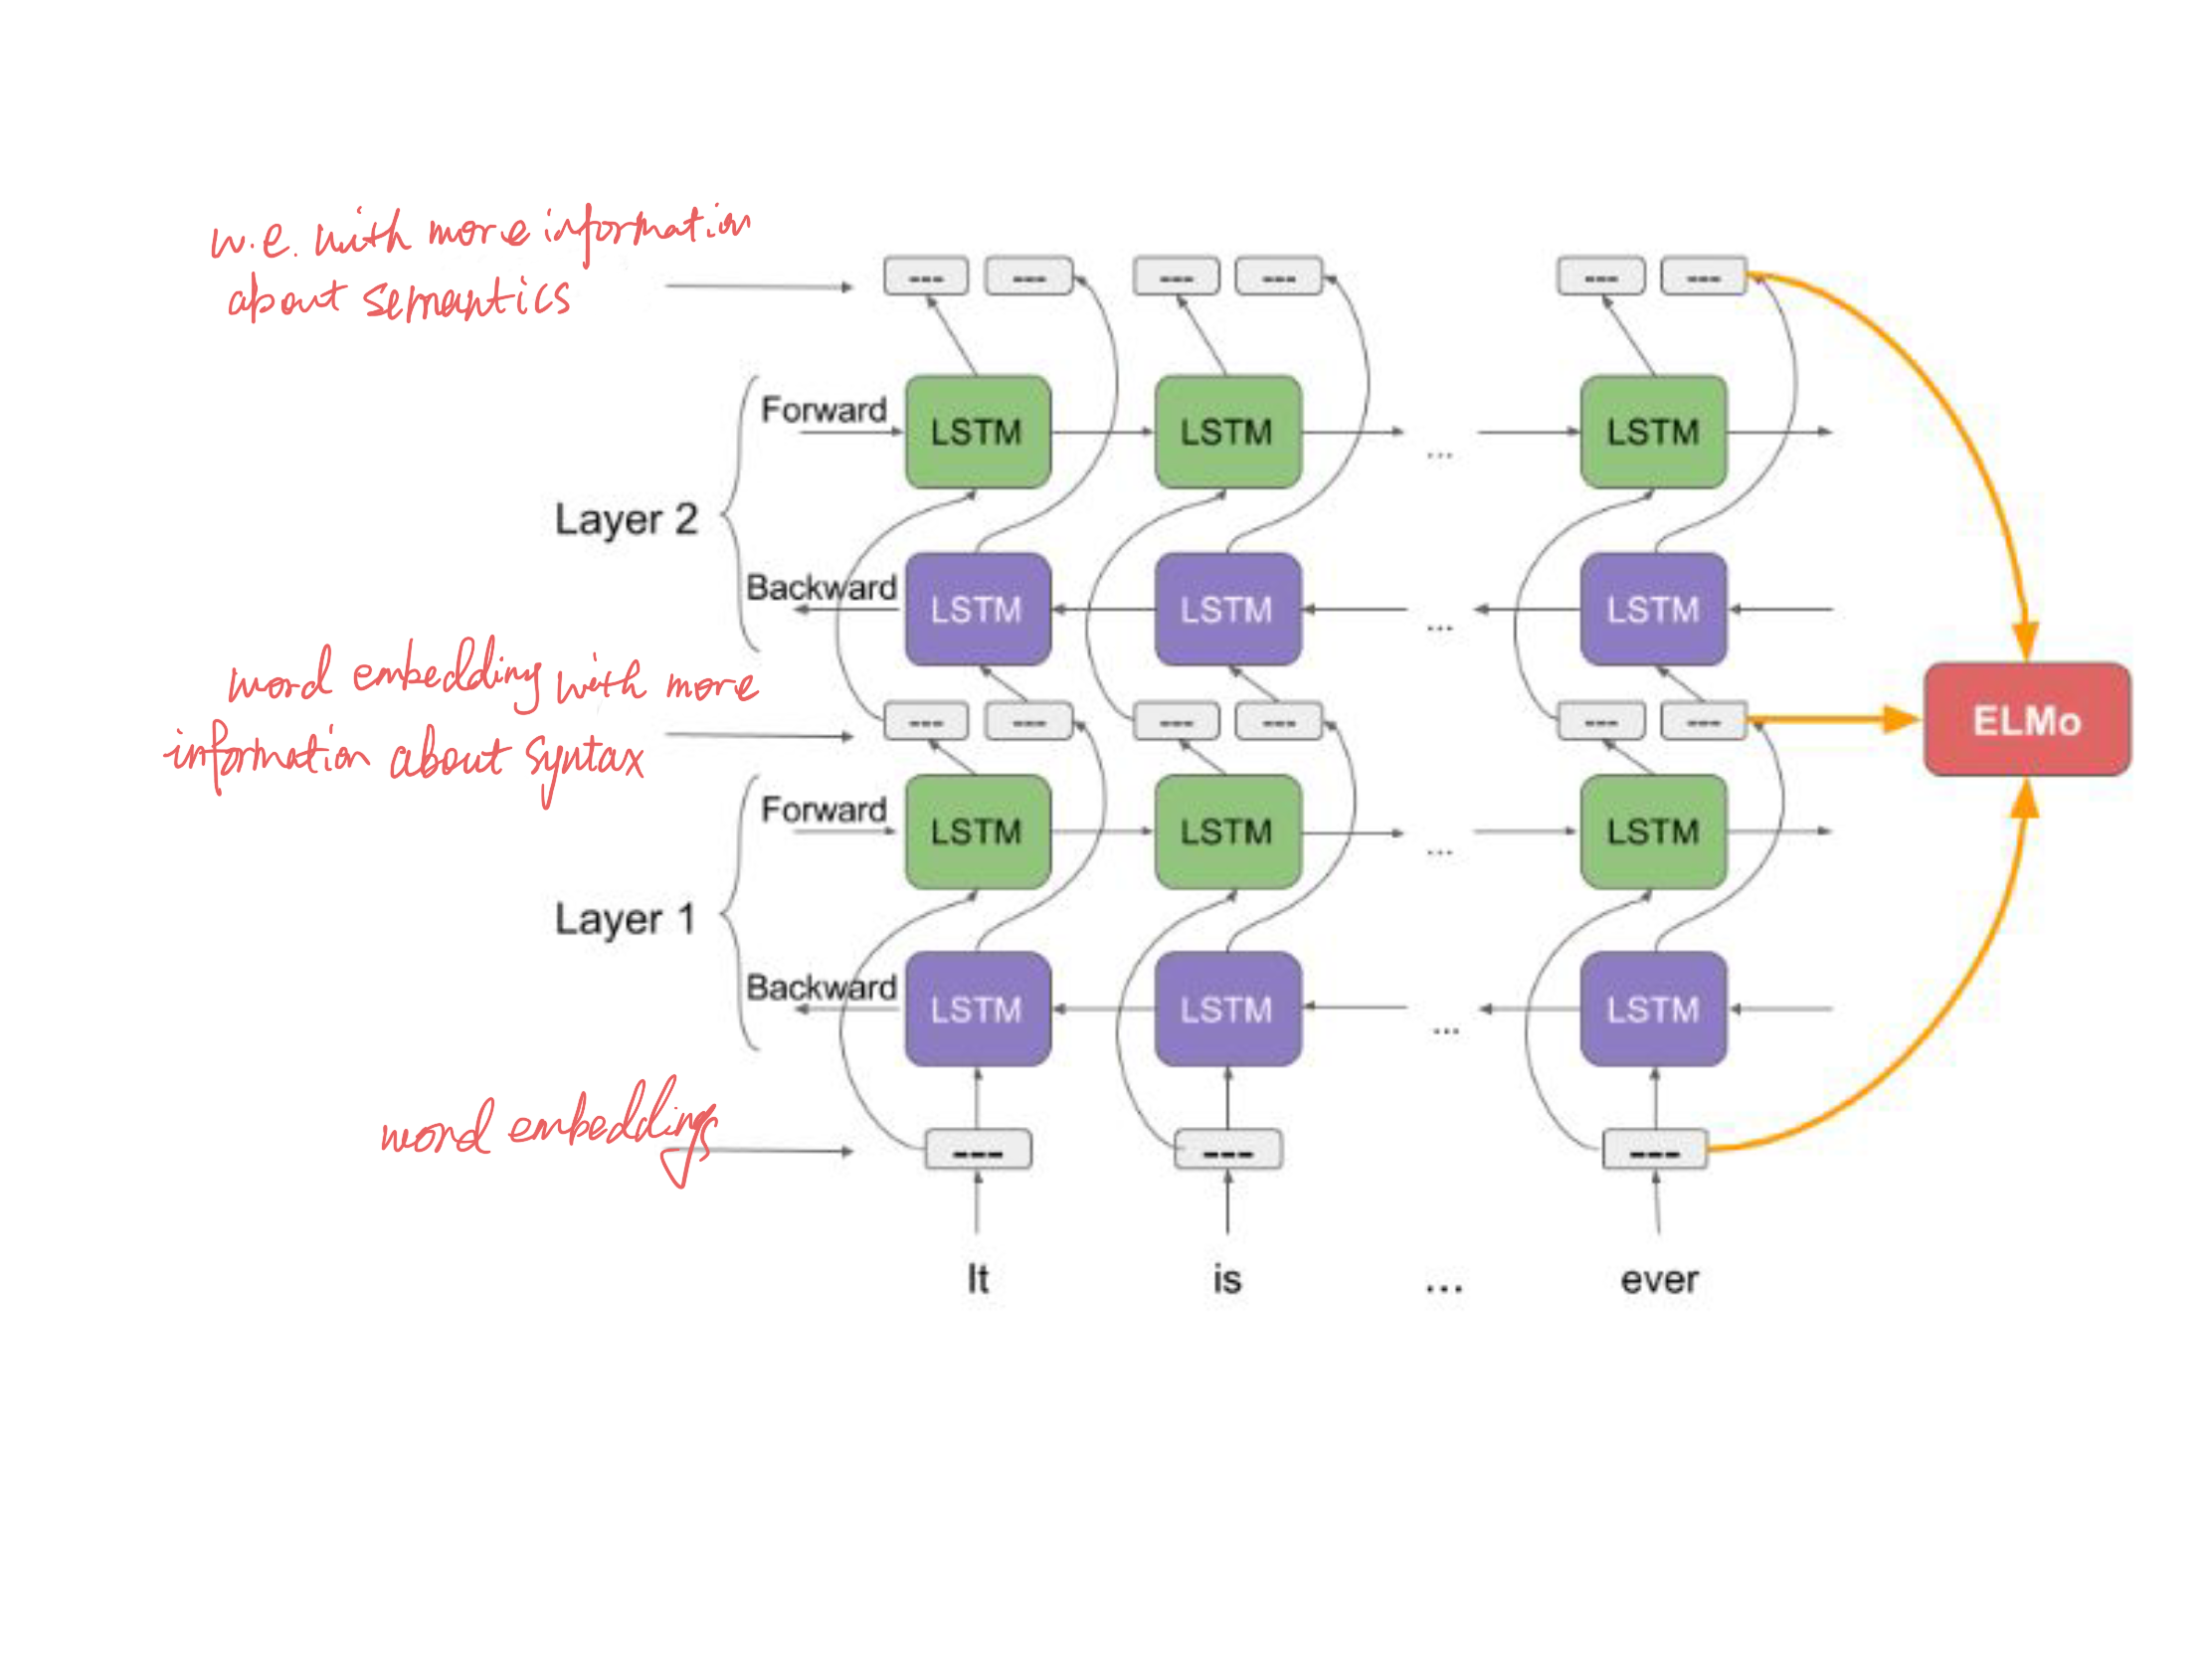 w.e. with more information
about semantics
--- --- --- --- --- ---
Forward
LSTM LSTM ... LSTM
Layer 2
Backward
LSTM LSTM ... LSTM
word embedding with more
information about syntax
--- --- --- --- --- ---
ELMo
Forward
LSTM LSTM ... LSTM
Layer 1
Backward
LSTM LSTM ... LSTM
word embeddings
--- --- ---
It is ... ever